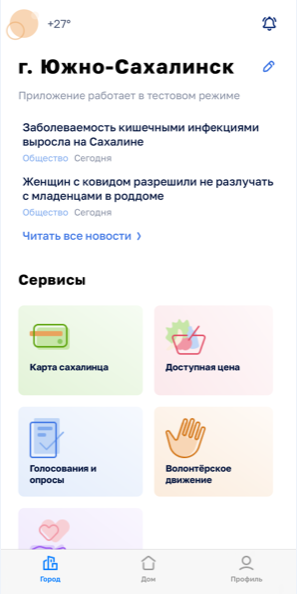 +27°
г. Южно-Сахалинск
Приложение работает в тестовом режиме
Заболеваемость кишечными инфекциями
выросла на Сахалине
Общество Сегодня
Женщин с ковидом разрешили не разлучать
с младенцами в роддоме
Общество Сегодня
Читать все новости
Сервисы
Карта сахалинца
Доступная цена
Голосования и
опросы
Волонтёрское
движение
Город
Дом
Профиль